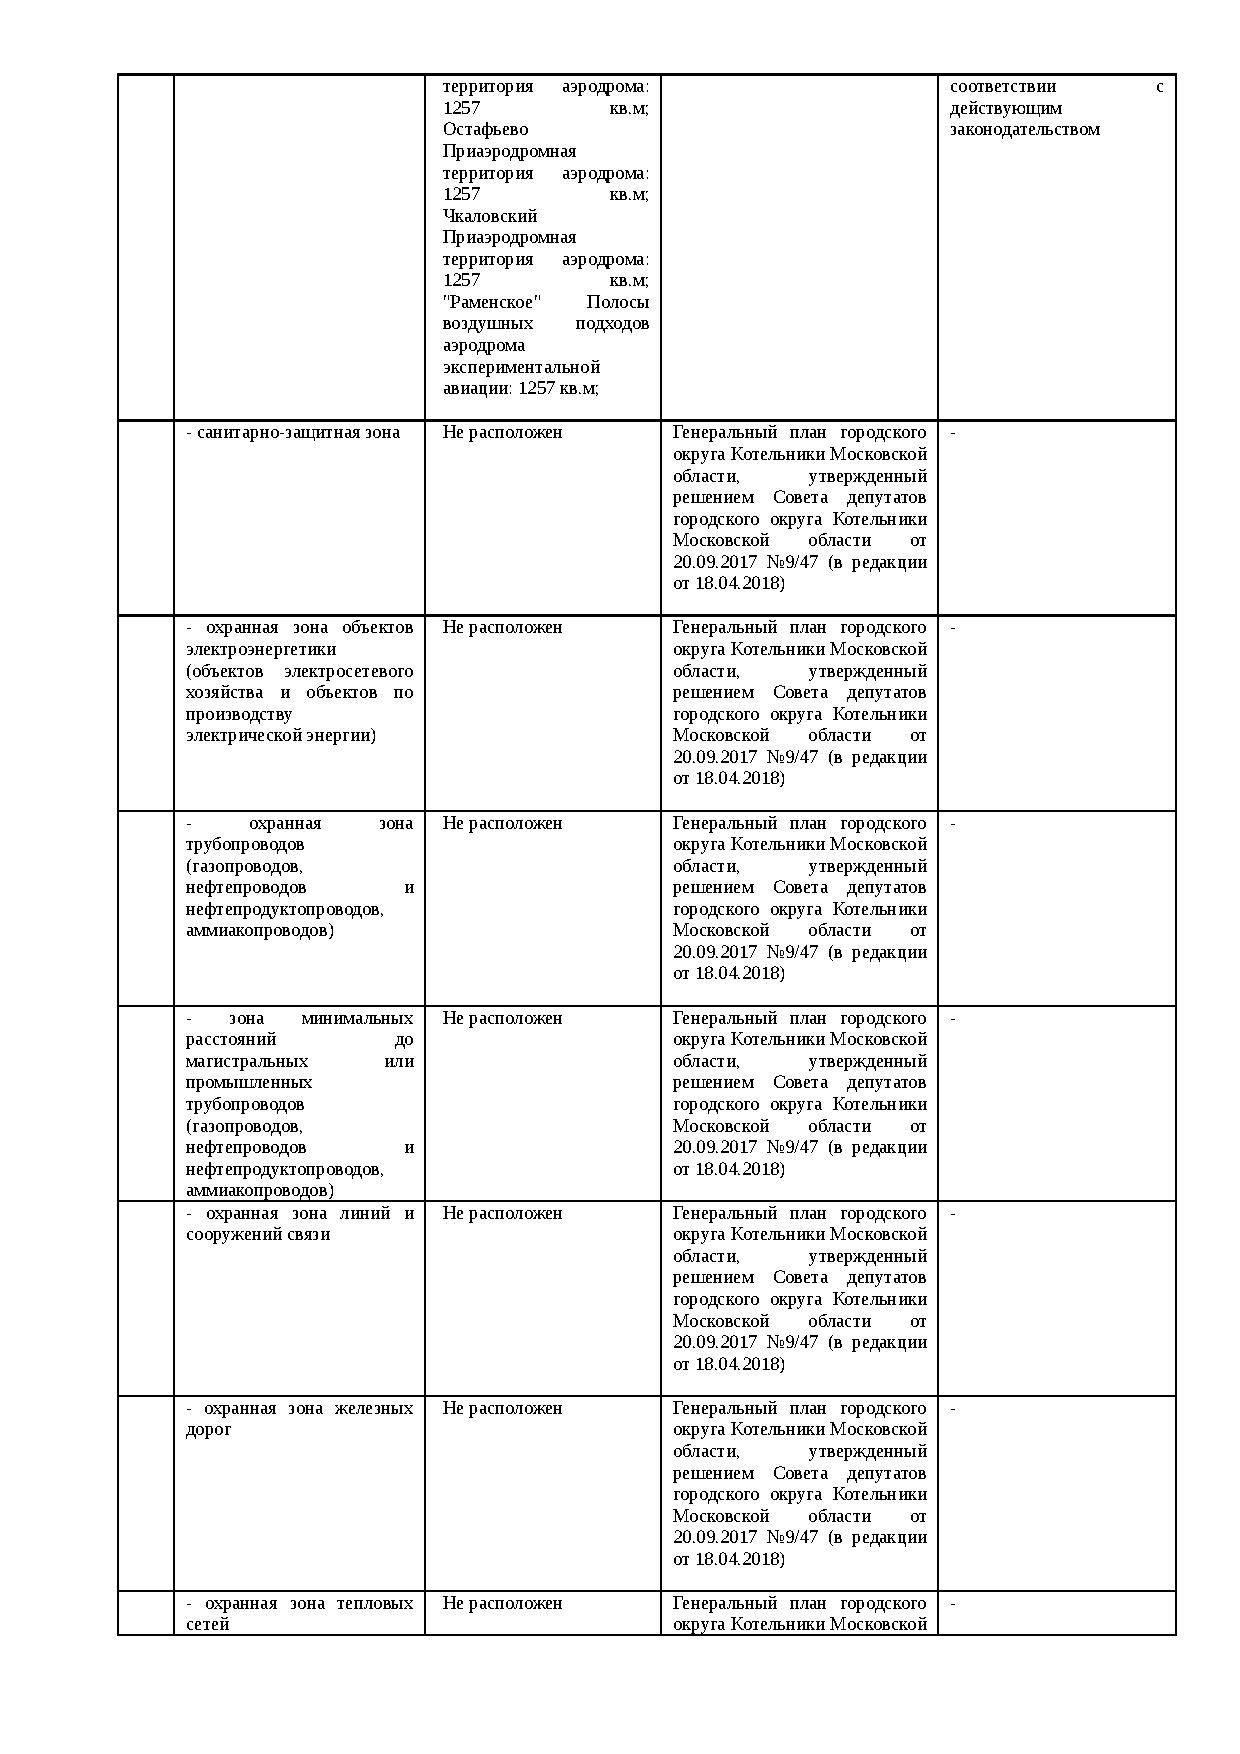 территория аэродрома:
1257 кв.м;
Остафьево
Приаэродромная
территория аэродрома:
1257 кв.м;
Чкаловский
Приаэродромная
территория аэродрома:
1257 кв.м;
"Раменское" Полосы
воздушных подходов
аэродрома
экспериментальной
авиации: 1257 кв.м;
соответствии с
действующим
законодательством
- санитарно-защитная зона
Не расположен
Генеральный план городского
округа Котельники Московской
области, утвержденный
решением Совета депутатов
городского округа Котельники
Московской области от
20.09.2017 №9/47 (в редакции
от 18.04.2018)
-
- охранная зона объектов
электроэнергетики
(объектов электросетевого
хозяйства и объектов по
производству
электрической энергии)
Не расположен
Генеральный план городского
округа Котельники Московской
области, утвержденный
решением Совета депутатов
городского округа Котельники
Московской области от
20.09.2017 №9/47 (в редакции
от 18.04.2018)
-
- охранная зона
трубопроводов
(газопроводов,
нефтепроводов и
нефтепродуктопроводов,
аммиакопроводов)
Не расположен
Генеральный план городского
округа Котельники Московской
области, утвержденный
решением Совета депутатов
городского округа Котельники
Московской области от
20.09.2017 №9/47 (в редакции
от 18.04.2018)
-
- зона минимальных
расстояний до
магистральных или
промышленных
трубопроводов
(газопроводов,
нефтепроводов и
нефтепродуктопроводов,
аммиакопроводов)
Не расположен
Генеральный план городского
округа Котельники Московской
области, утвержденный
решением Совета депутатов
городского округа Котельники
Московской области от
20.09.2017 №9/47 (в редакции
от 18.04.2018)
-
- охранная зона линий и
сооружений связи
Не расположен
Генеральный план городского
округа Котельники Московской
области, утвержденный
решением Совета депутатов
городского округа Котельники
Московской области от
20.09.2017 №9/47 (в редакции
от 18.04.2018)
-
- охранная зона железных
дорог
Не расположен
Генеральный план городского
округа Котельники Московской
области, утвержденный
решением Совета депутатов
городского округа Котельники
Московской области от
20.09.2017 №9/47 (в редакции
от 18.04.2018)
-
- охранная зона тепловых
сетей
Не расположен
Генеральный план городского
округа Котельники Московской
-